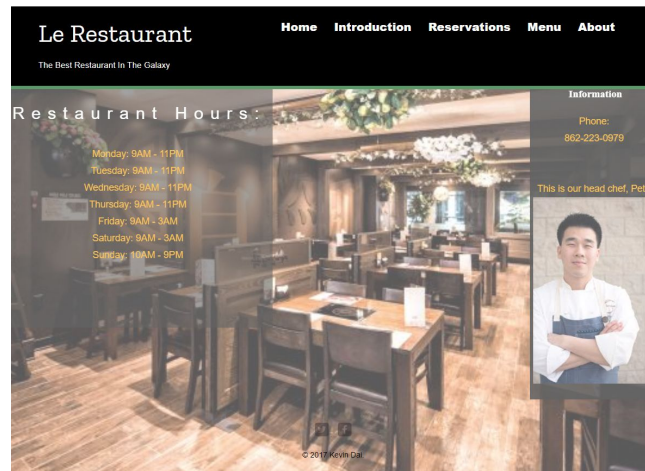 Le Restaurant
The Best Restaurant In The Galaxy
Home Introduction Reservations Menu About
Restaurant Hours:
Monday: 9AM - 11PM
Tuesday: 9AM - 11PM
Wednesday: 9AM - 11PM
Thursday: 9AM - 11PM
Friday: 9AM - 3AM
Saturday: 9AM - 3AM
Sunday: 10AM - 9PM
Information
Phone:
862-223-0979
This is our head chef, Pet
© 2017 Kevin Dai